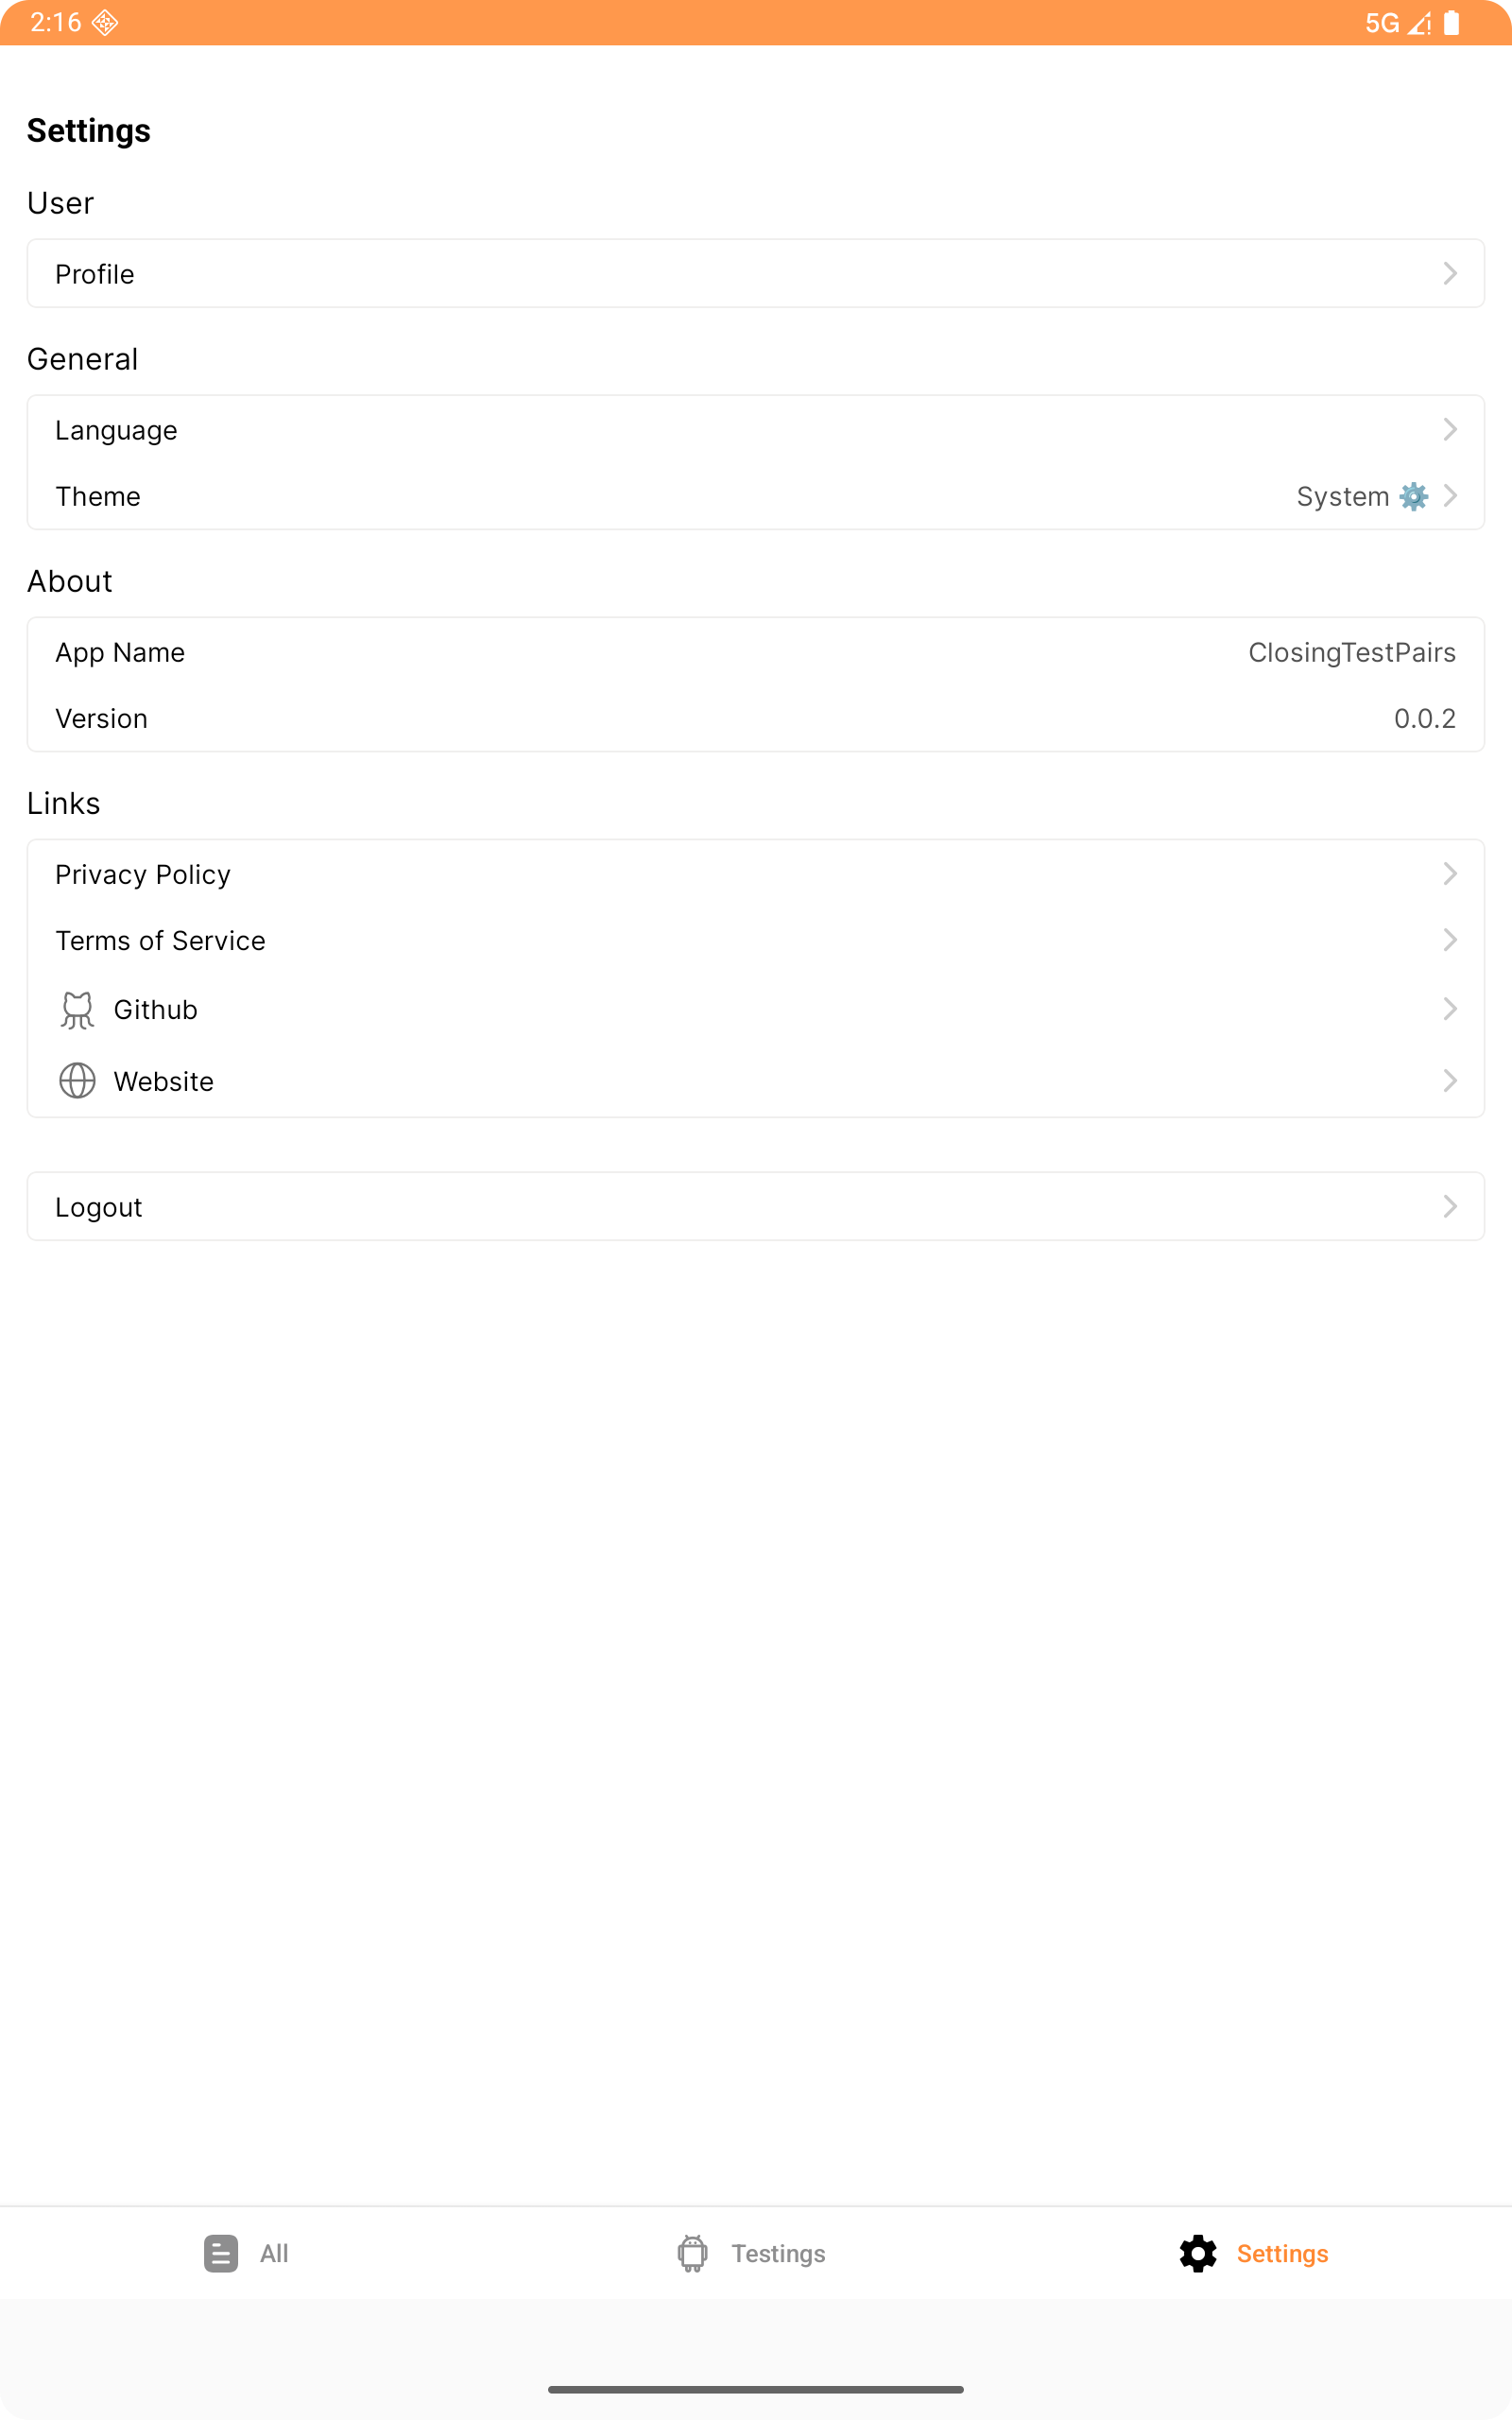 2:16
5G
Settings
User
Profile
General
Language
Theme System
About
App Name ClosingTestPairs
Version 0.0.2
Links
Privacy Policy
Terms of Service
Github
Website
Logout
All Testings Settings